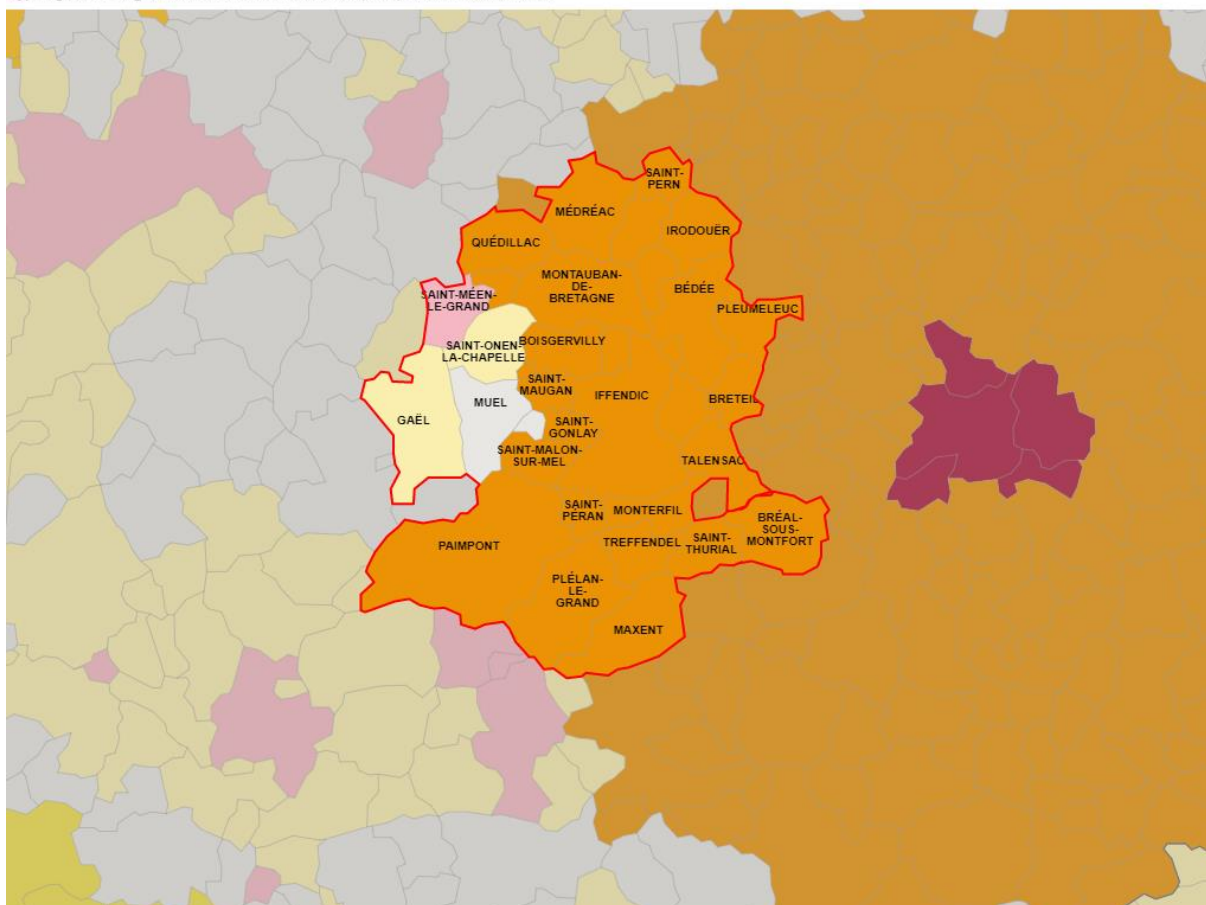 SAINT-
PERN
MÉDRÉAC
IRODOUËR
QUÉDILLAC
MONTAUBAN-
DE-
BRETAGNE
BÉDÉE
SAINT-MÉEN-
LE-GRAND
PLEUMELEUC
SAINT-ONEN-
LA-CHAPELLE
BOISGERVILLY
SAINT-
MAUGAN
IFFENDIC
BRETEIL
MUEL
GAËL
SAINT-
GONLAY
SAINT-MALON-
SUR-MEL
TALENSAC
SAINT-
PÉRAN
MONTERFIL
BRÉAL-
SOUS-
MONTFORT
PAIMPONT
TREFFENDEL
SAINT-
THURIAL
PLÉLAN-
LE-
GRAND
MAXENT